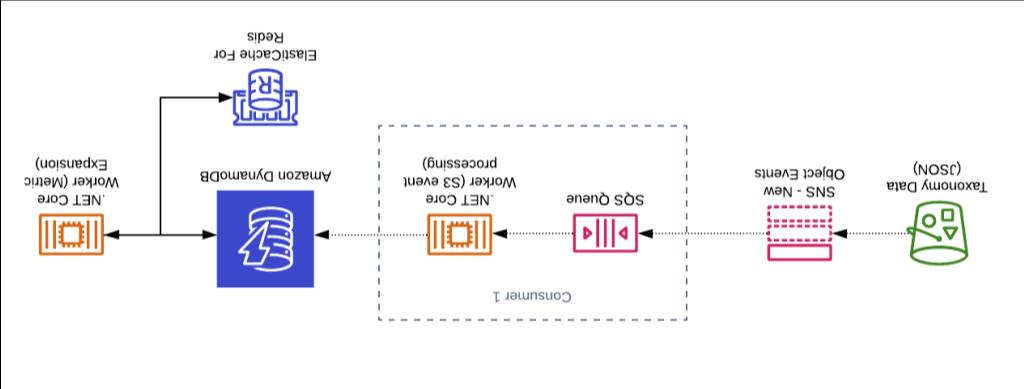 Consumer 1
Taxonomy Data
(JSON)
SNS - New
Object Events
SQS Queue
.NET Core
Worker (S3 event
processing)
Amazon DynamoDB
.NET Core
Worker (Metric
Expansion)
R
ElastiCache For
Redis